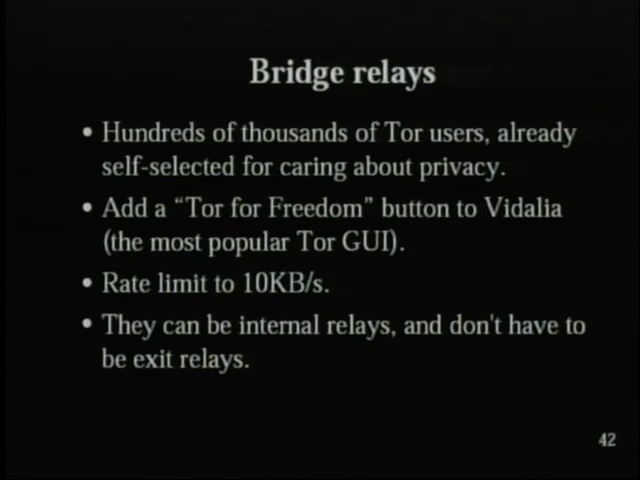 Bridge relays
• Hundreds of thousands of Tor users, already
self-selected for caring about privacy.
• Add a “Tor for Freedom” button to Vidalia
(the most popular Tor GUI).
• Rate limit to 10KB/s.
• They can be internal relays, and don't have to
be exit relays.
42